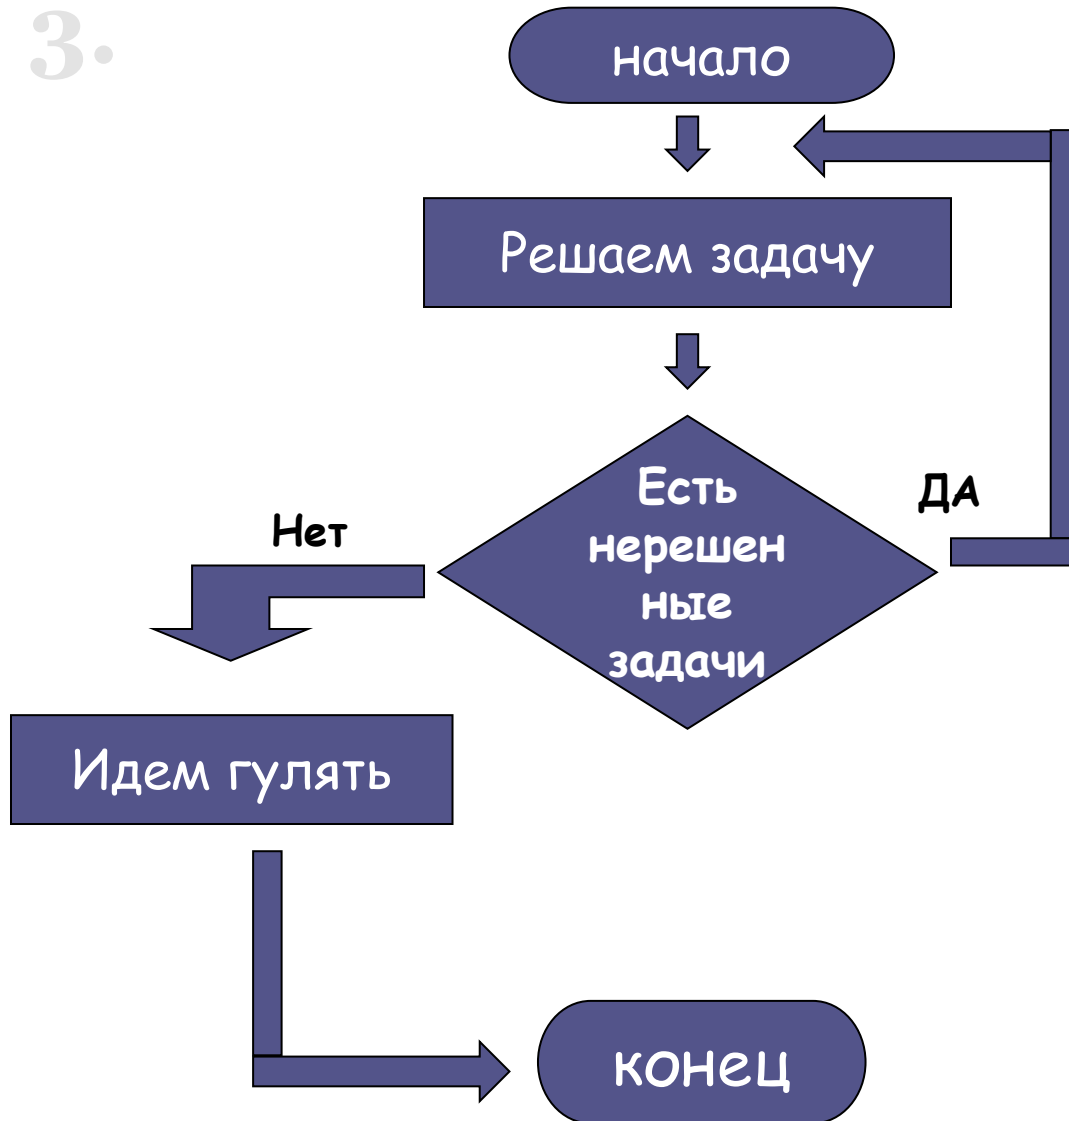 3.
начало
Решаем задачу
Есть
нерешен
ные
задачи
ДА
Нет
Идем гулять
конец